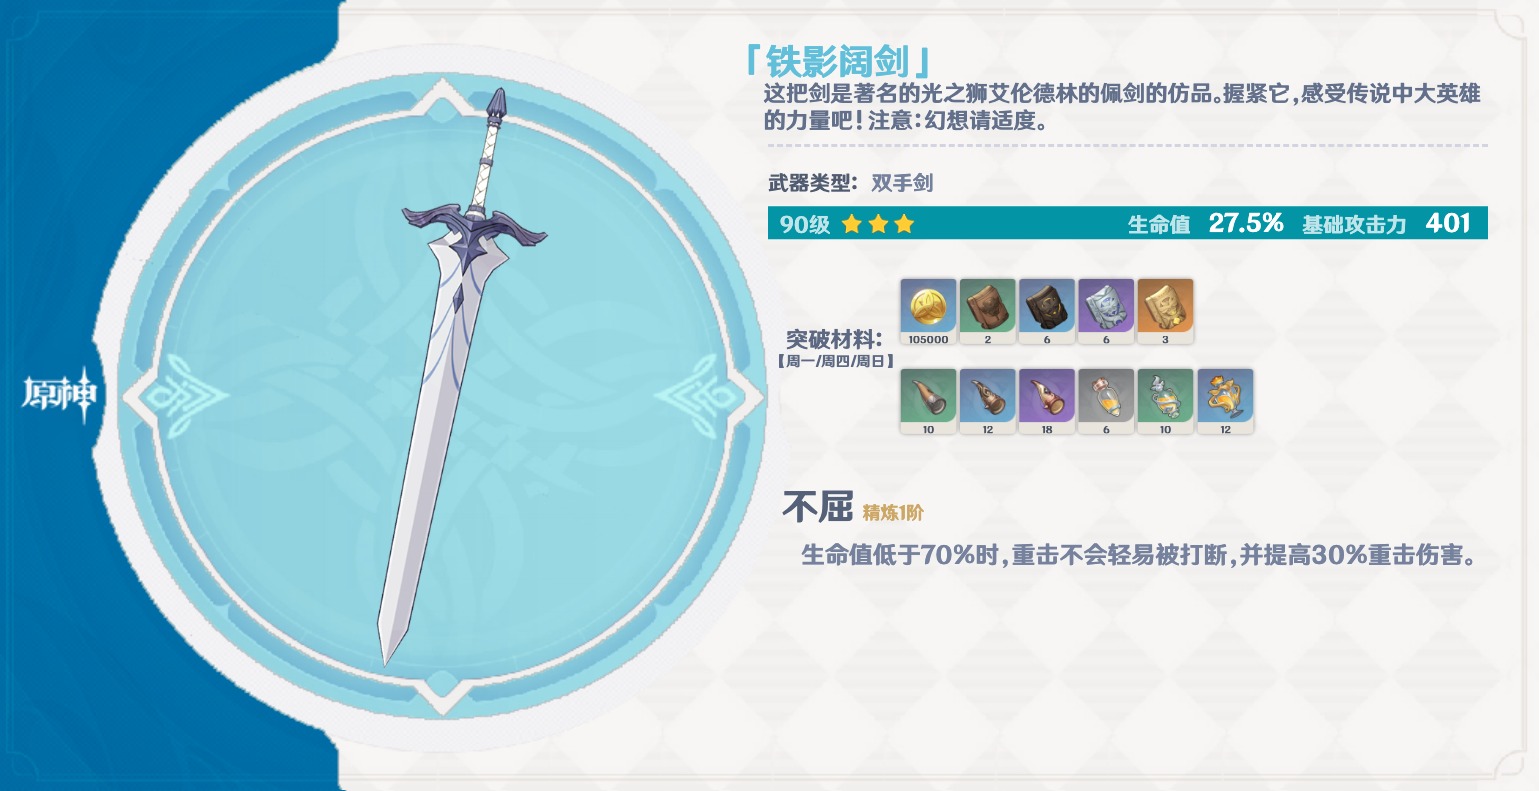 原神
「铁影阔剑」
这把剑是著名的光之狮艾伦德林的佩剑的仿品。握紧它,感受传说中大英雄
的力量吧!注意:幻想请适度。
武器类型: 双手剑
90级 生命值 27.5% 基础攻击力 401
105000 2 6 6 3
突破材料:
【周一/周四/周日】
10 12 18 6 10 12
不屈 精炼1阶
生命值低于70%时,重击不会轻易被打断,并提高30%重击伤害。